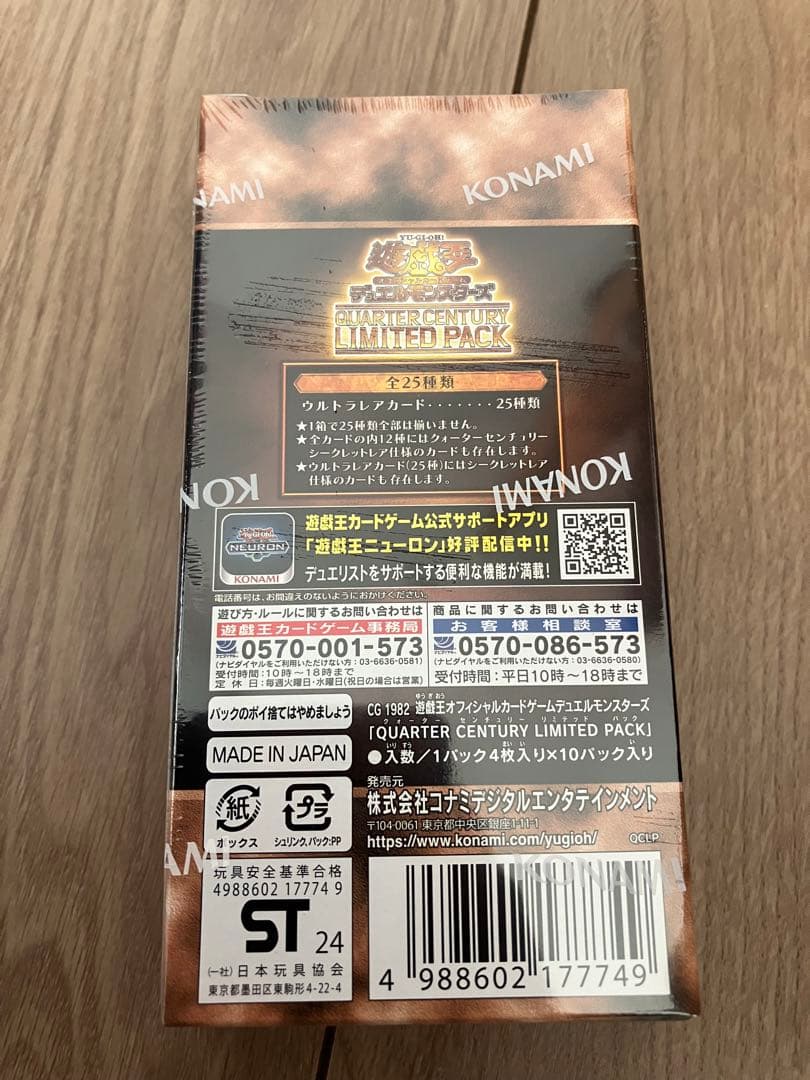 KONAMI
KONAMI
YU-GI-OH!
遊戯王
デュエルモンスターズ
QUARTER CENTURY
LIMITED PACK
全25種類
ウルトラレアカード・・・・・・・25種類
★1箱で25種類全部は揃いません。
★全カードの内12種にはクォーターセンチュリー
シークレットレア仕様のカードも存在します。
★ウルトラレアカード(25種)にはシークレットレア
仕様のカードも存在します。
KONAMI
KONAMI
Yu-Gi-Oh!
NEURON
KONAMI
遊戯王カードゲーム公式サポートアプリ
「遊戯王ニューロン」好評配信中!!
デュエリストをサポートする便利な機能が満載!
電話番号は、お間違えのないようにおかけください。
遊び方・ルールに関するお問い合わせは
遊戯王カードゲーム事務局
0570-001-573
(ナビダイヤルをご利用いただけない方:03-6636-0581)
受付時間:10時〜18時まで
定休日:毎週火曜日・水曜日(祝日の場合は営業)
商品に関するお問い合わせは
お客様相談室
0570-086-573
(ナビダイヤルをご利用いただけない方:03-6636-0580)
受付時間:平日10時〜18時まで
パックのポイ捨てはやめましょう
MADE IN JAPAN
CG 1982 遊戯王オフィシャルカードゲームデュエルモンスターズ
「QUARTER CENTURY LIMITED PACK」
●入数/1パック4枚入り×10パック入り
発売元
株式会社コナミデジタルエンタテインメント
〒104-0061 東京都中央区銀座1-11-1
https://www.konami.com/yugioh/
QCLP
紙
ボックス
プラ
シュリンク,パック:PP
KONAMI
玩具安全基準合格
4988602 17774 9
ST 24
(一社)日本玩具協会
東京都墨田区東駒形4-22-4
4 988602 177749